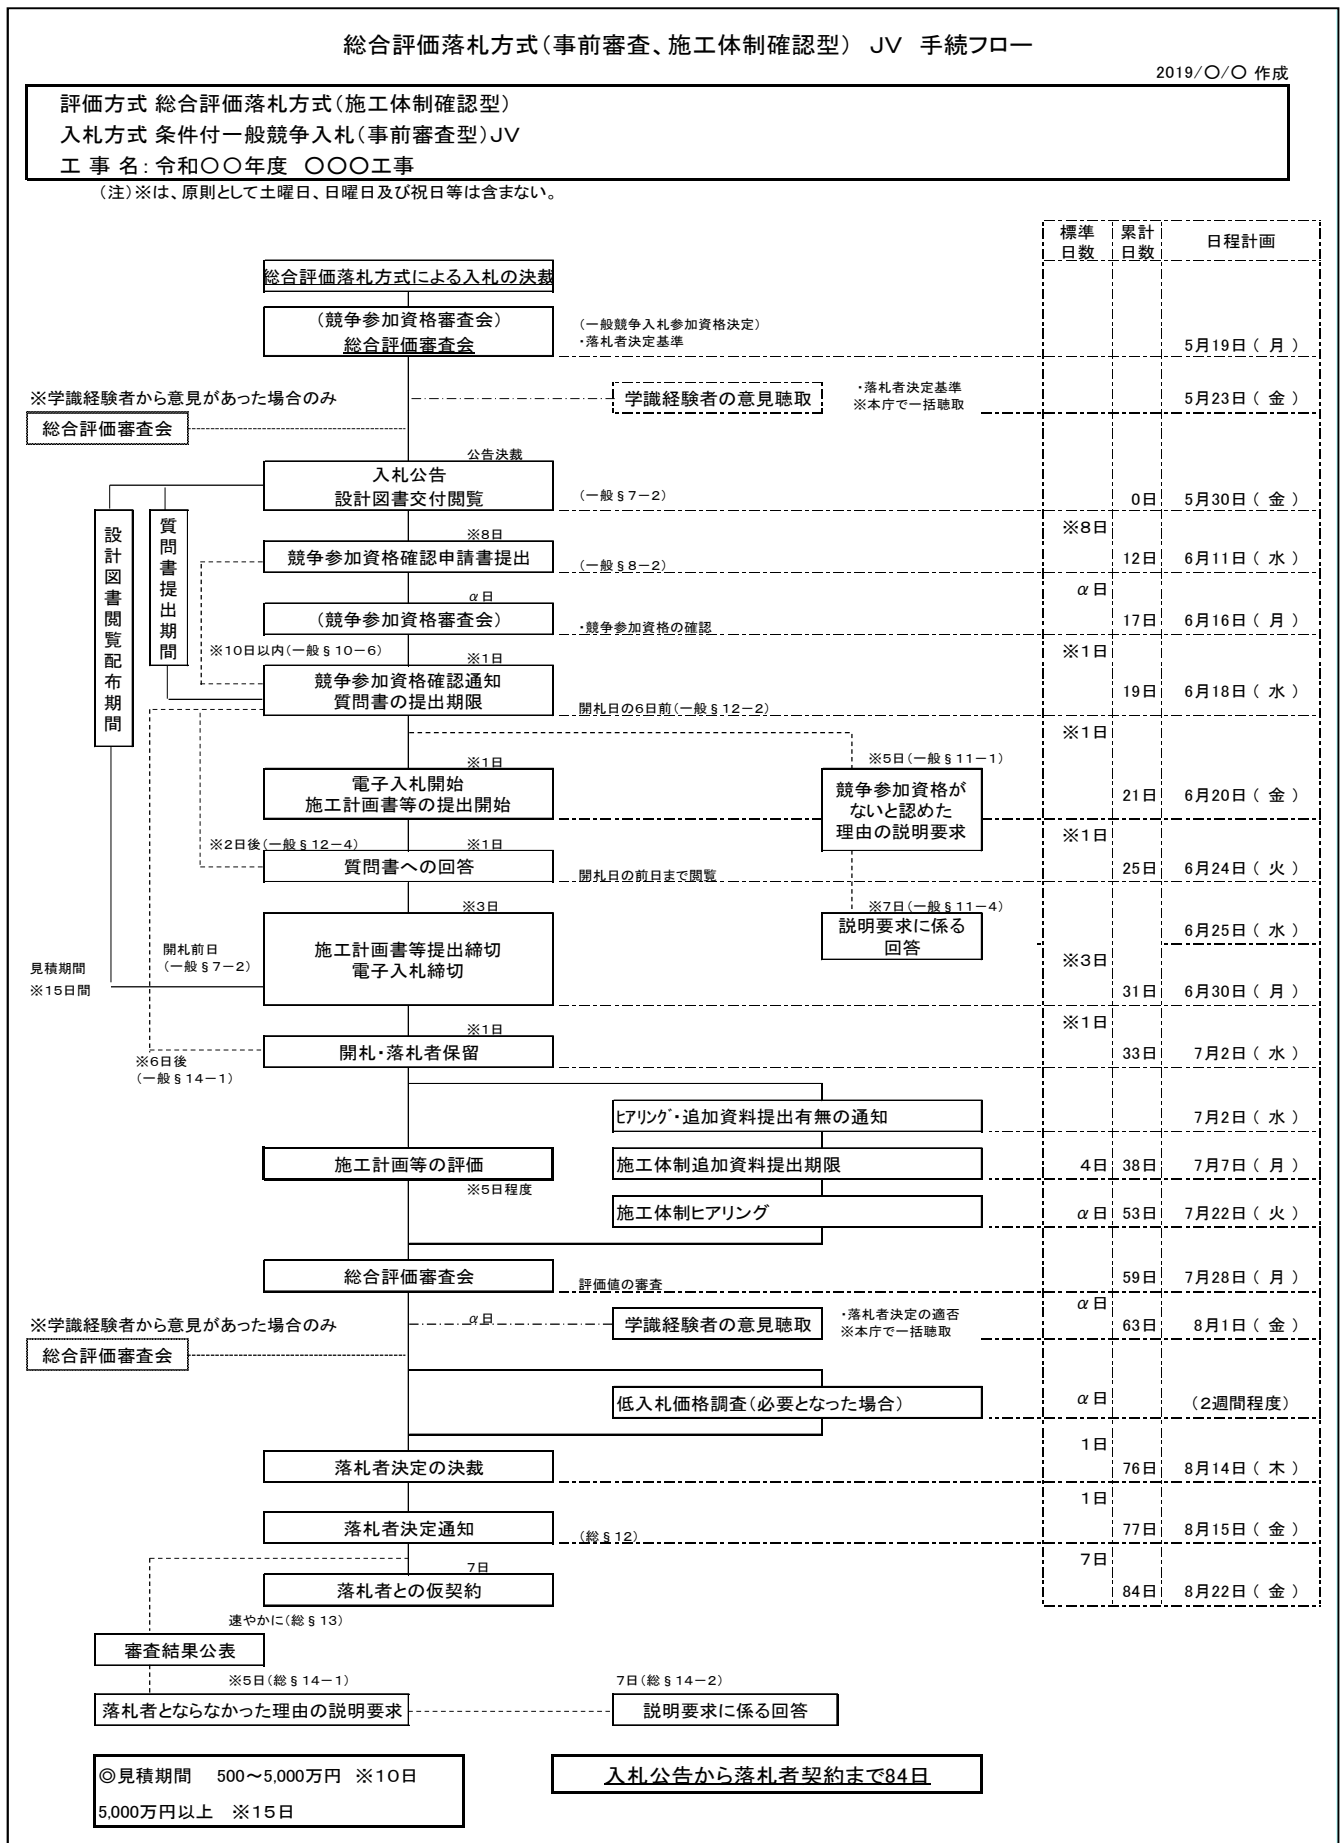 総合評価落札方式（事前審査、施工体制確認型） JV 手続フロー
2019/〇/〇 作成
評価方式 総合評価落札方式（施工体制確認型）
入札方式 条件付一般競争入札（事前審査型）JV
工 事 名：令和〇〇年度 〇〇〇工事
（注）※は、原則として土曜日、日曜日及び祝日等は含まない。
標準日数
累計日数
日程計画
総合評価落札方式による入札の決裁
（競争参加資格審査会）
総合評価審査会
（一般競争入札参加資格決定）
・落札者決定基準
5月19日（ 月 ）
※学識経験者から意見があった場合のみ
学識経験者の意見聴取
・落札者決定基準
※本庁で一括聴取
5月23日（ 金 ）
総合評価審査会
公告決裁
入札公告
設計図書交付閲覧
（一般§7－2）
0日 5月30日（ 金 ）
設計図書閲覧配布期間
質問書提出期間
※8日
※8日
競争参加資格確認申請書提出
（一般§8－2）
12日 6月11日（ 水 ）
α日
α日
（競争参加資格審査会）
・競争参加資格の確認
17日 6月16日（ 月 ）
※10日以内（一般§10－6）
※1日
※1日
競争参加資格確認通知
質問書の提出期限
開札日の6日前（一般§12－2）
19日 6月18日（ 水 ）
※1日
※1日
※5日（一般§11－1）
電子入札開始
施工計画書等の提出開始
競争参加資格が
ないと認めた
理由の説明要求
21日 6月20日（ 金 ）
※2日後（一般§12－4）
※1日
※1日
質問書への回答
開札日の前日まで閲覧
25日 6月24日（ 火 ）
※3日
※7日（一般§11－4）
説明要求に係る
回答
6月25日（ 水 ）
施工計画書等提出締切
電子入札締切
開札前日
（一般§7－2）
見積期間
※15日間
※3日
31日 6月30日（ 月 ）
※1日
※1日
開札・落札者保留
33日 7月2日（ 水 ）
※6日後
（一般§14－1）
ﾋｱﾘﾝｸﾞ・追加資料提出有無の通知
7月2日（ 水 ）
施工計画等の評価
※5日程度
施工体制追加資料提出期限
4日 38日 7月7日（ 月 ）
施工体制ヒアリング
α日 53日 7月22日（ 火 ）
総合評価審査会
評価値の審査
59日 7月28日（ 月 ）
α日
※学識経験者から意見があった場合のみ
α日
学識経験者の意見聴取
・落札者決定の適否
※本庁で一括聴取
63日 8月1日（ 金 ）
総合評価審査会
低入札価格調査（必要となった場合）
α日 （2週間程度）
1日
落札者決定の決裁
76日 8月14日（ 木 ）
1日
落札者決定通知
（総§12）
77日 8月15日（ 金 ）
7日
7日
落札者との仮契約
84日 8月22日（ 金 ）
速やかに（総§13）
審査結果公表
※5日（総§14－1）
7日（総§14－2）
落札者とならなかった理由の説明要求
説明要求に係る回答
◎見積期間 500～5,000万円 ※10日
5,000万円以上 ※15日
入札公告から落札者契約まで84日